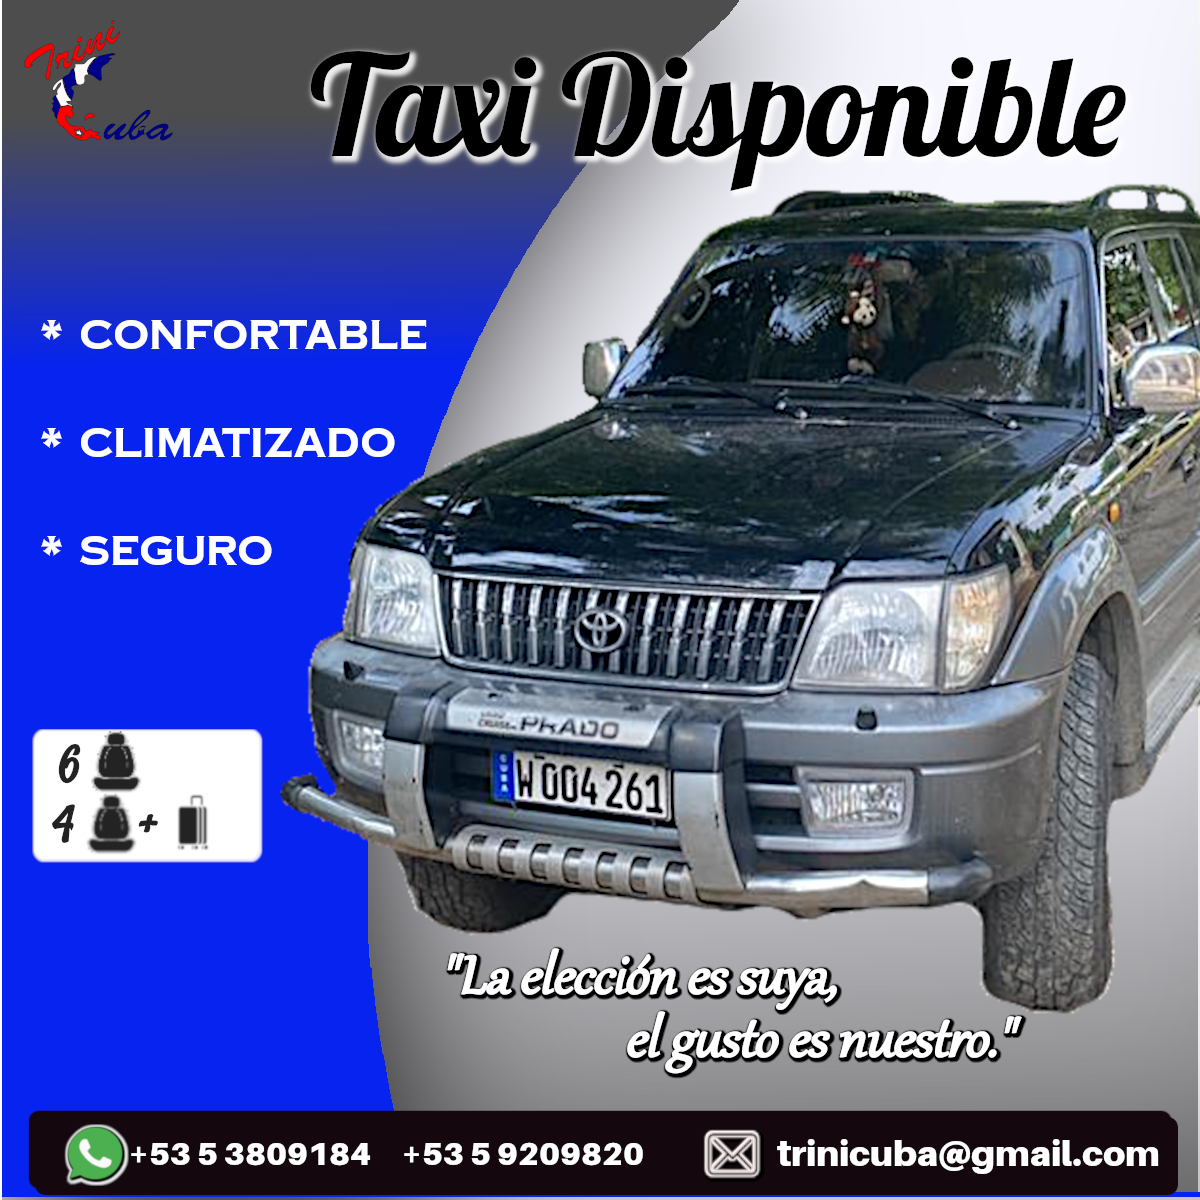 Trini
Cuba
Taxi Disponible
* CONFORTABLE
* CLIMATIZADO
* SEGURO
6
4 +
PRADO
CUBA
W 004 261
"La elección es suya,
el gusto es nuestro."
+53 5 3809184 +53 5 9209820 trinicuba@gmail.com